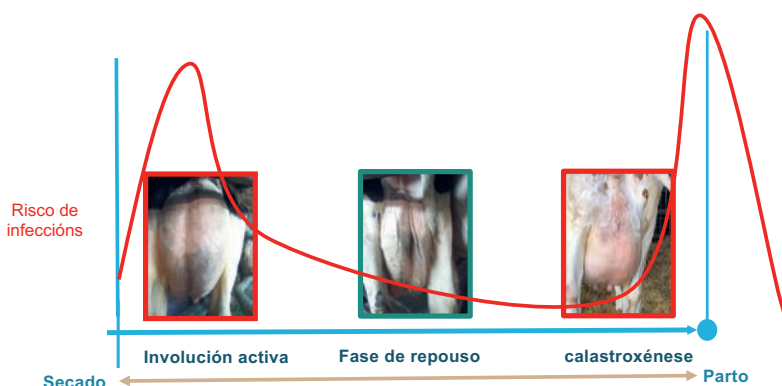 Risco de
infeccións
Involución activa
Fase de repouso
calastroxénese
Secado
Parto